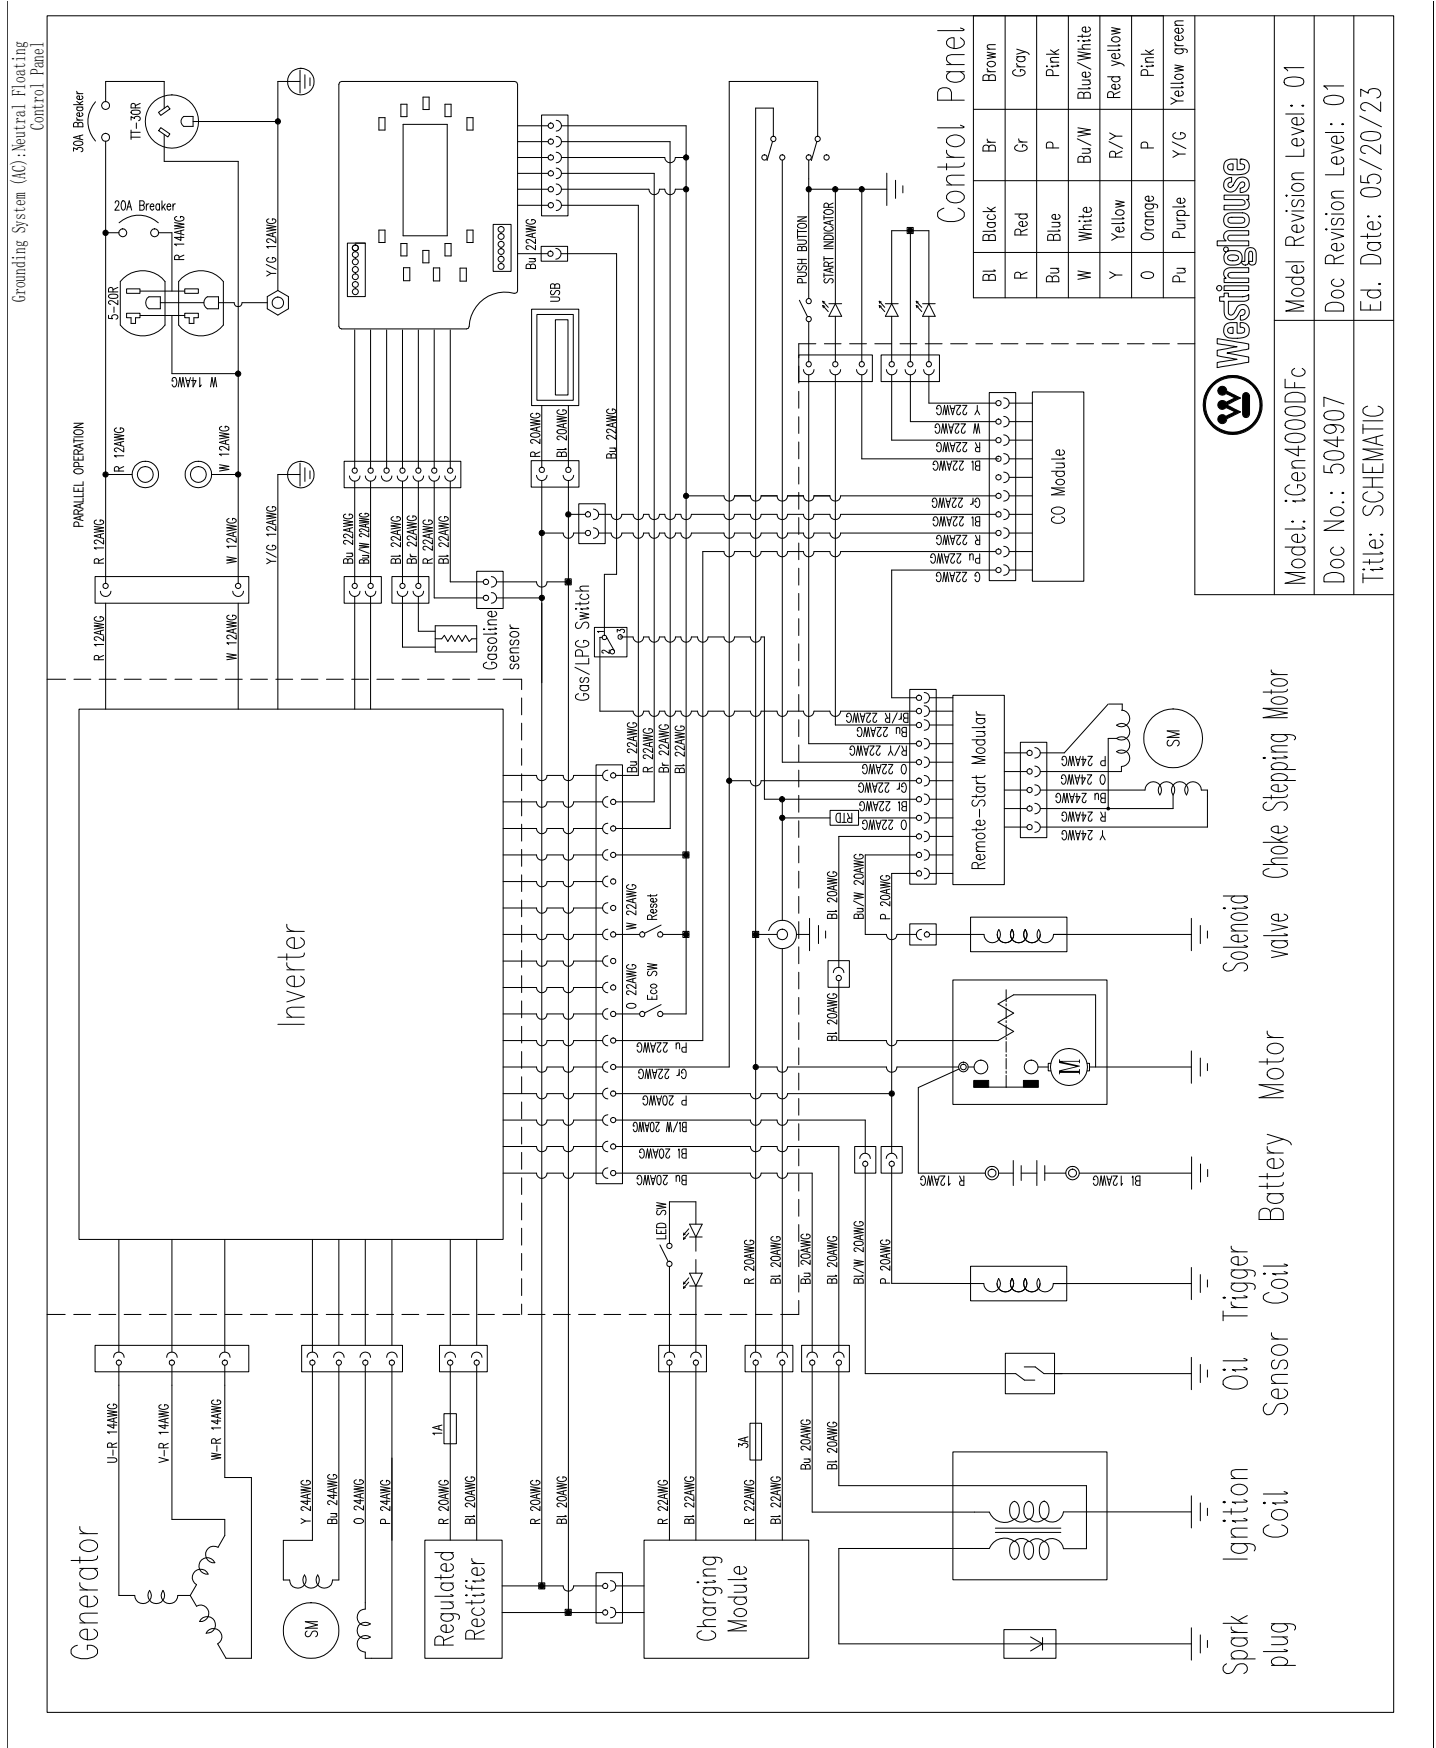 Grounding System (AC):Neutral Floating
Control Panel
30A Breaker
TT-30R
20A Breaker
R 14AWG
5-20R
Y/G 12AWG
W 14AWG
PARALLEL OPERATION
R 12AWG
W 12AWG
R 12AWG
W 12AWG
Y/G 12AWG
R 12AWG
W 12AWG
Bu 22AWG
USB
R 20AWG
Bl 20AWG
Bu 22AWG
Bu 22AWG
Bu/W 22AWG
Bl 22AWG
Br 22AWG
R 22AWG
Bl 22AWG
Gasoline
sensor
Gas/LPG Switch
1
2
3
Inverter
Bu 22AWG
R 22AWG
Br 22AWG
Bl 22AWG
W 22AWG
Reset
O 22AWG
Eco SW
Pu 22AWG
Gr 22AWG
P 20AWG
Bl/W 20AWG
Bl 20AWG
Bu 20AWG
PUSH BUTTON
START INDICATOR
Y 22AWG
W 22AWG
R 22AWG
Bl 22AWG
Gr 22AWG
Bl 22AWG
R 22AWG
Pu 22AWG
G 22AWG
CO Module
Br/R 22AWG
Bu 22AWG
R/Y 22AWG
O 22AWG
Gr 22AWG
Bl 22AWG
O 22AWG
RTD
Bl 20AWG
Bu/W 20AWG
P 20AWG
Remote-Start Modular
P 24AWG
O 24AWG
Bu 24AWG
R 24AWG
Y 24AWG
SM
Choke Stepping Motor
Solenoid
valve
Bl 20AWG
M
Motor
R 12AWG
Bl 12AWG
Battery
LED SW
R 20AWG
Bl 20AWG
Bu 20AWG
Bl 20AWG
Bl/W 20AWG
P 20AWG
Trigger
Coil
Oil
Sensor
U-R 14AWG
V-R 14AWG
W-R 14AWG
Generator
Y 24AWG
Bu 24AWG
O 24AWG
P 24AWG
SM
1A
R 20AWG
Bl 20AWG
Regulated
Rectifier
R 20AWG
Bl 20AWG
R 22AWG
Bl 22AWG
3A
R 22AWG
Bl 22AWG
Charging
Module
Bu 20AWG
Bl 20AWG
Ignition
Coil
Spark
plug
Control Panel
Bl Black Br Brown
R Red Gr Gray
Bu Blue P Pink
W White Bu/W Blue/White
Y Yellow R/Y Red yellow
O Orange P Pink
Pu Purple Y/G Yellow green
W Westinghouse
Model: iGen4000DFc Model Revision Level: 01
Doc No.: 504907 Doc Revision Level: 01
Title: SCHEMATIC Ed. Date: 05/20/23